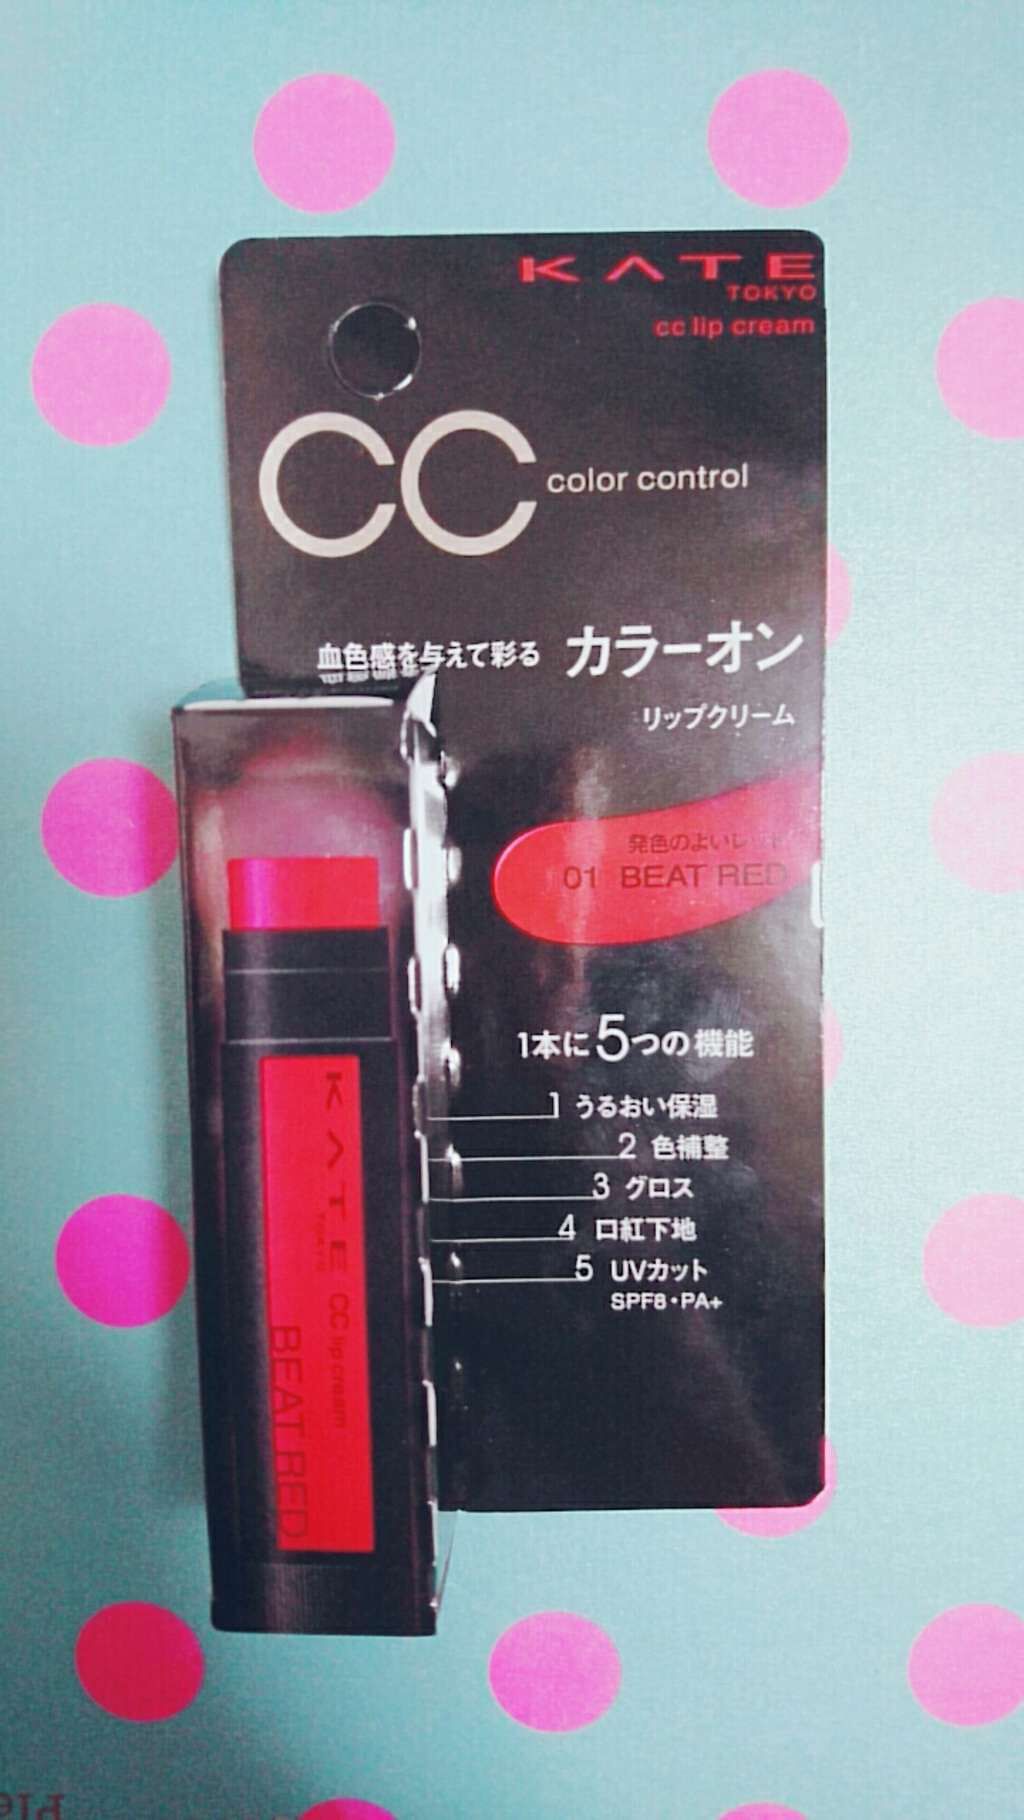 KATE
TOKYO
cc lip cream
CC color control
血色感を与えて彩る カラーオン
リップクリーム
発色のよいレッド
01 BEAT RED
1本に5つの機能
1 うるおい保湿
2 色補整
3 グロス
4 口紅下地
5 UVカット
SPF8・PA+
KATE
TOKYO
CC lip cream
BEAT RED